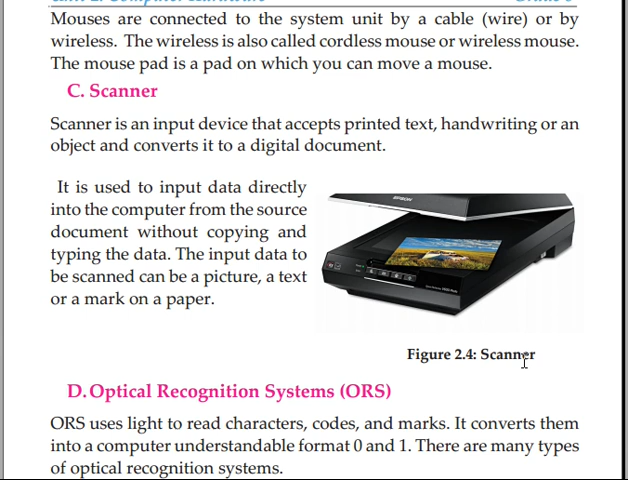 Mouses are connected to the system unit by a cable (wire) or by
wireless. The wireless is also called cordless mouse or wireless mouse.
The mouse pad is a pad on which you can move a mouse.
C. Scanner
Scanner is an input device that accepts printed text, handwriting or an
object and converts it to a digital document.
It is used to input data directly
into the computer from the source
document without copying and
typing the data. The input data to
be scanned can be a picture, a text
or a mark on a paper.
EPSON
Figure 2.4: Scanner
D. Optical Recognition Systems (ORS)
ORS uses light to read characters, codes, and marks. It converts them
into a computer understandable format 0 and 1. There are many types
of optical recognition systems.